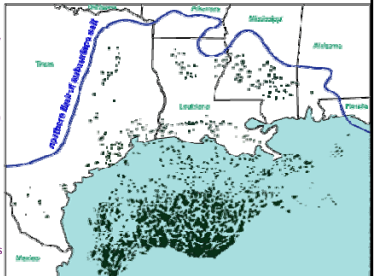 Arkansas
Mississippi
Alabama
Texas
northern limit of subsurface salt
Louisiana
Florida
Mexico